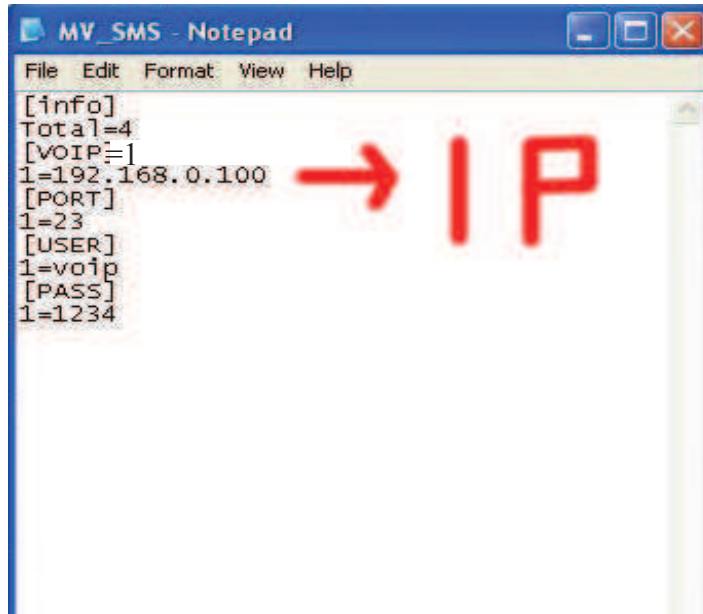 MV_SMS - Notepad
File Edit Format View Help
[info]
Total=4
[VOIP=1
1=192.168.0.100 → IP
[PORT]
1=23
[USER]
1=voip
[PASS]
1=1234